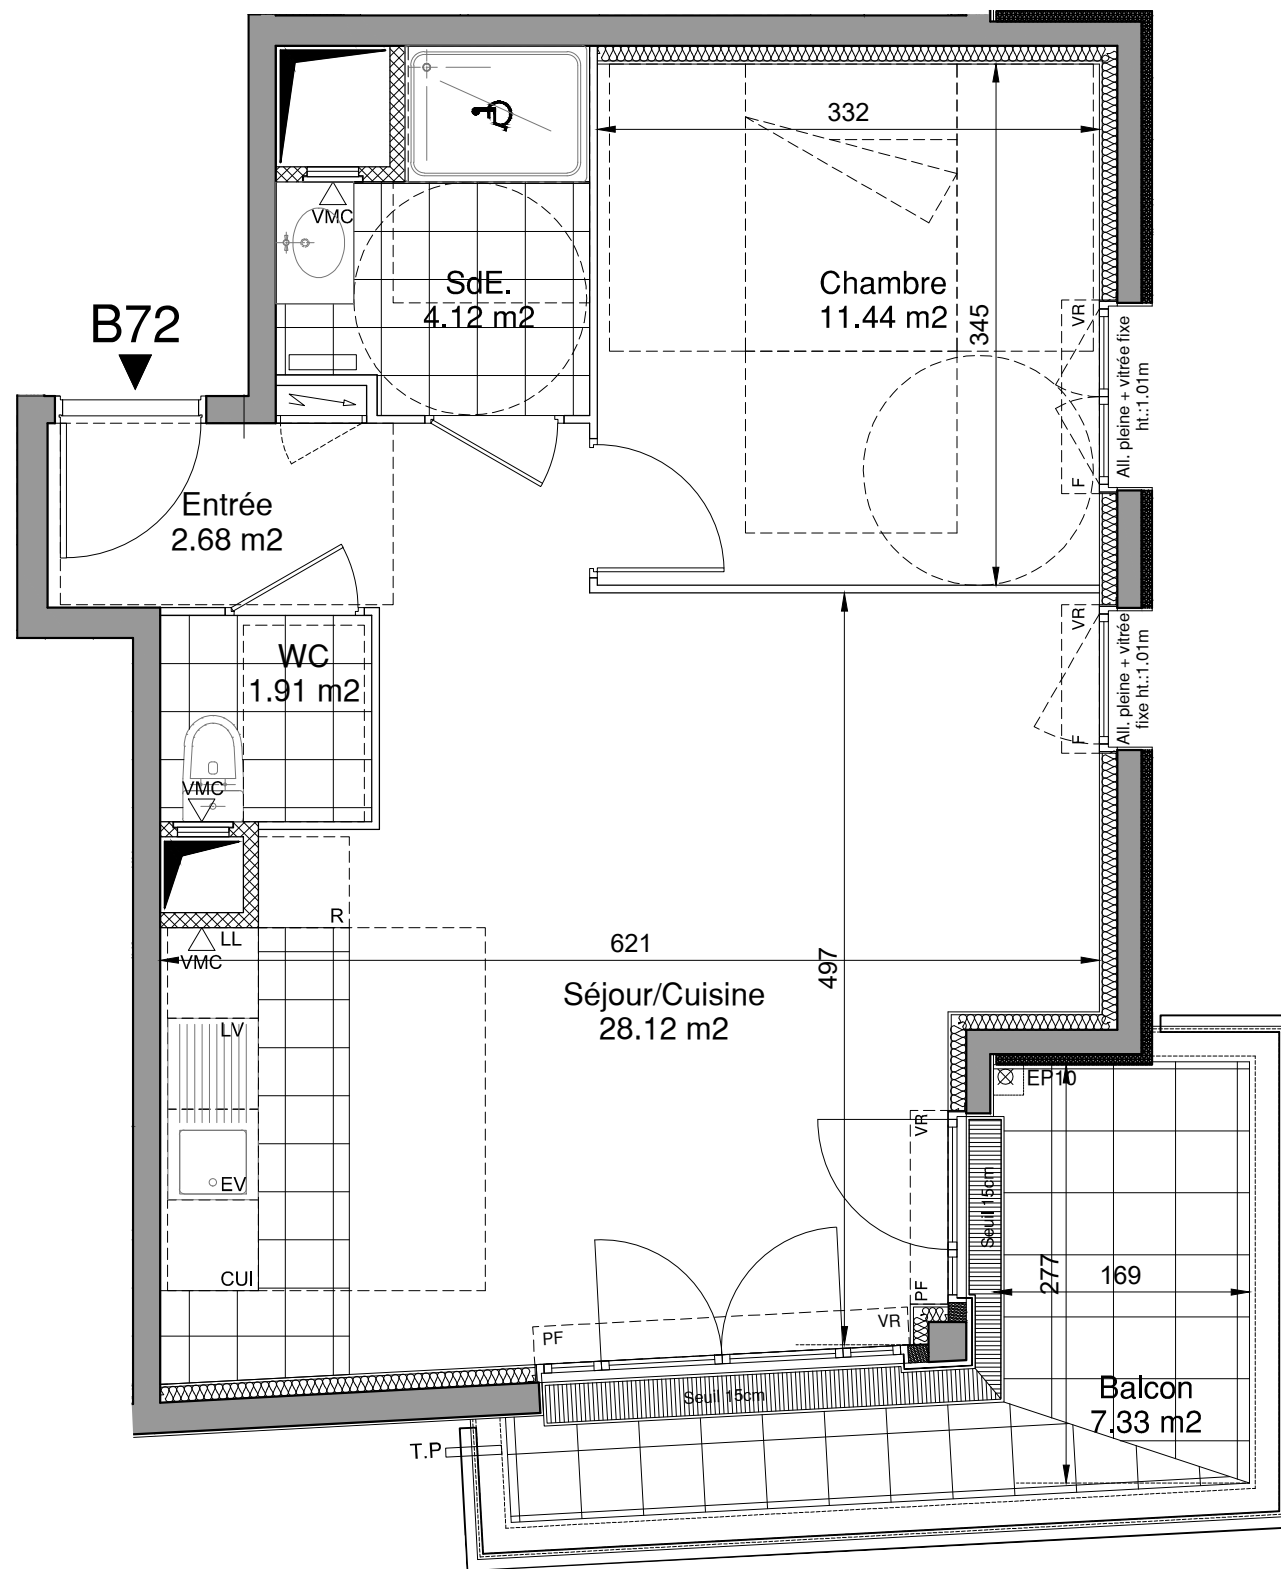 332
VMC
SdE.
4.12 m2
Chambre
11.44 m2
345
VR
F
All. pleine + vitrée fixe
ht.:1.01m
B72
Entrée
2.68 m2
WC
1.91 m2
VMC
VR
F
All. pleine + vitrée
fixe ht.:1.01m
R
LL
VMC
621
497
Séjour/Cuisine
28.12 m2
LV
EV
CUI
EP10
VR
PF
Seuil 15cm
277
169
PF
VR
Seuil 15cm
Balcon
7.33 m2
T.P